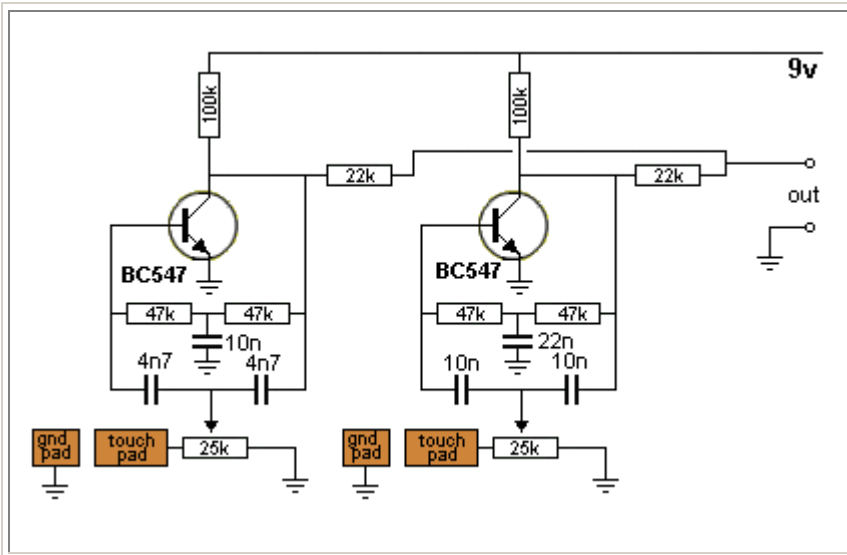 9v
100k
100k
22k
22k
out
BC547
BC547
47k
47k
47k
47k
10n
22n
4n7
4n7
10n
10n
gnd
pad
touch
pad
25k
gnd
pad
touch
pad
25k